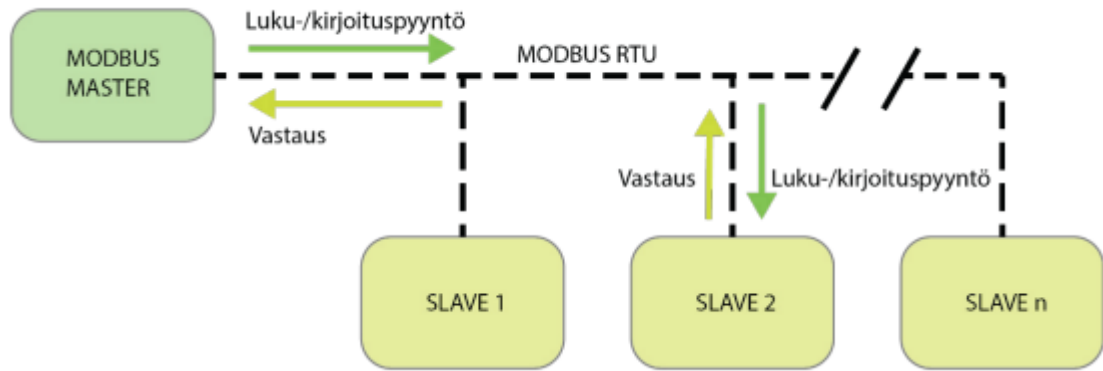 Luku-/kirjoituspyyntö
MODBUS
MASTER
MODBUS RTU
Vastaus
Vastaus
Luku-/kirjoituspyyntö
SLAVE 1
SLAVE 2
SLAVE n